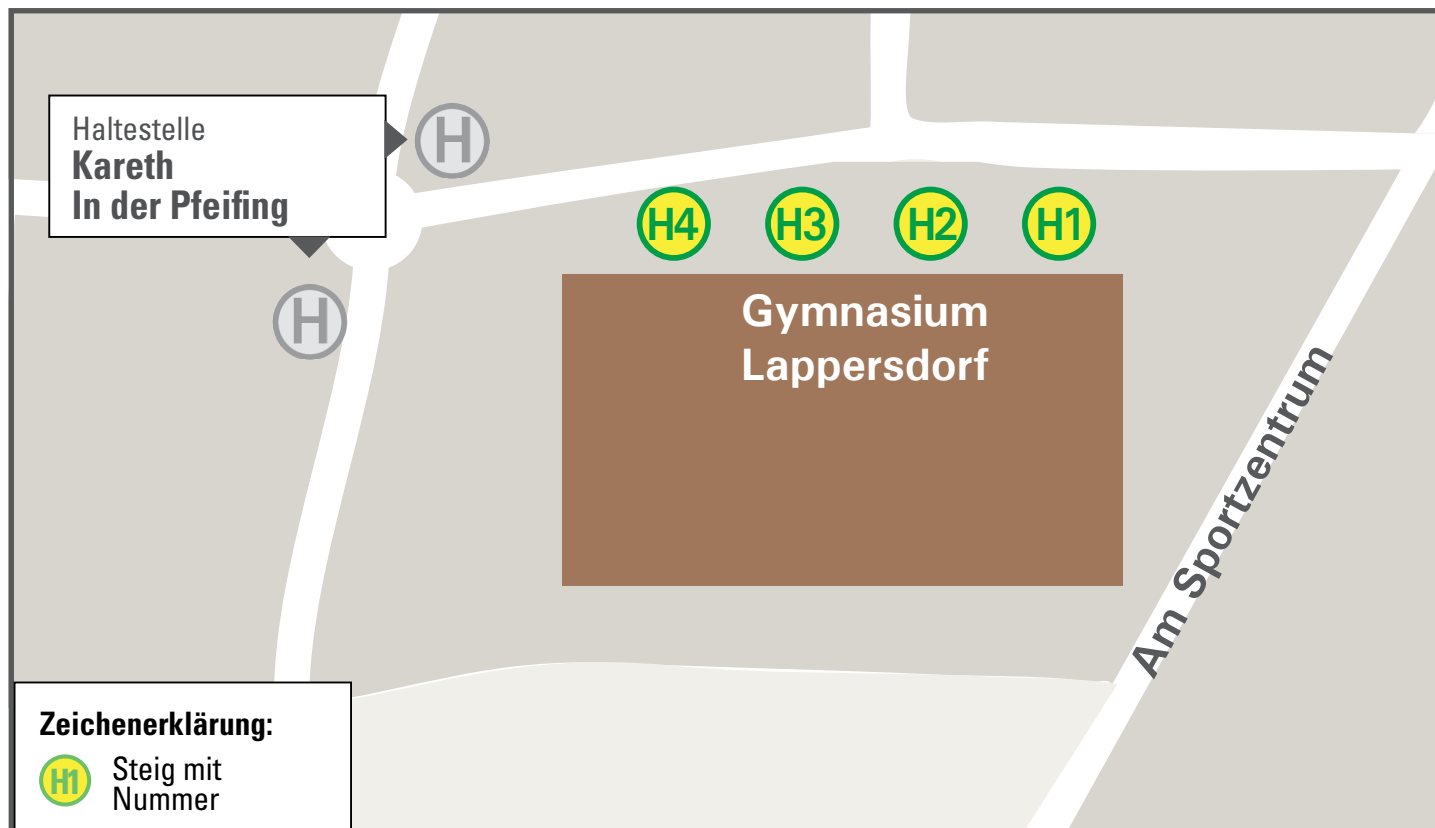 Haltestelle
Kareth
In der Pfeifing
H
H
H4 H3 H2 H1
Gymnasium
Lappersdorf
Am Sportzentrum
Zeichenerklärung:
H1 Steig mit
Nummer